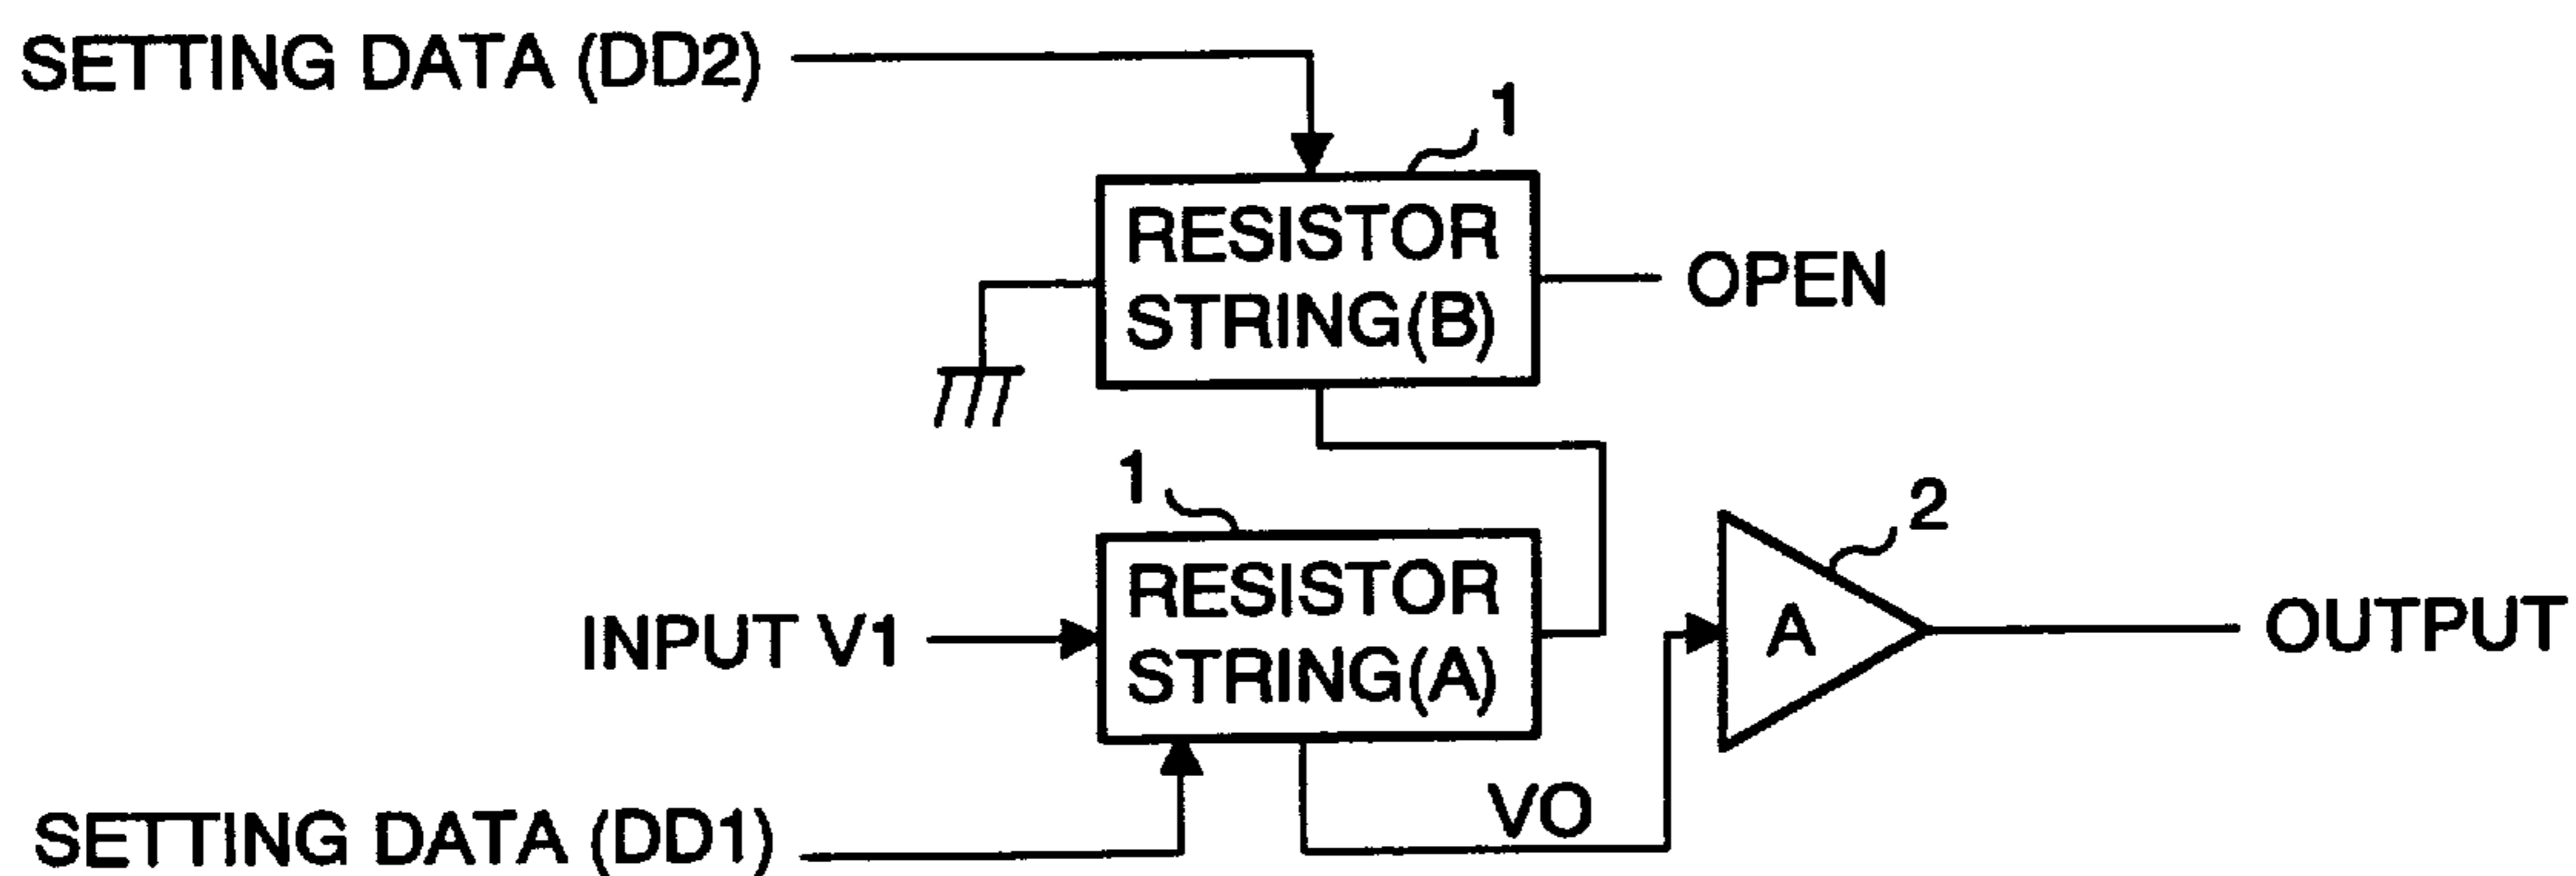 SETTING DATA (DD2)
1
RESISTOR
STRING(B)
OPEN
1
2
RESISTOR
STRING(A)
INPUT V1
A
OUTPUT
VO
SETTING DATA (DD1)